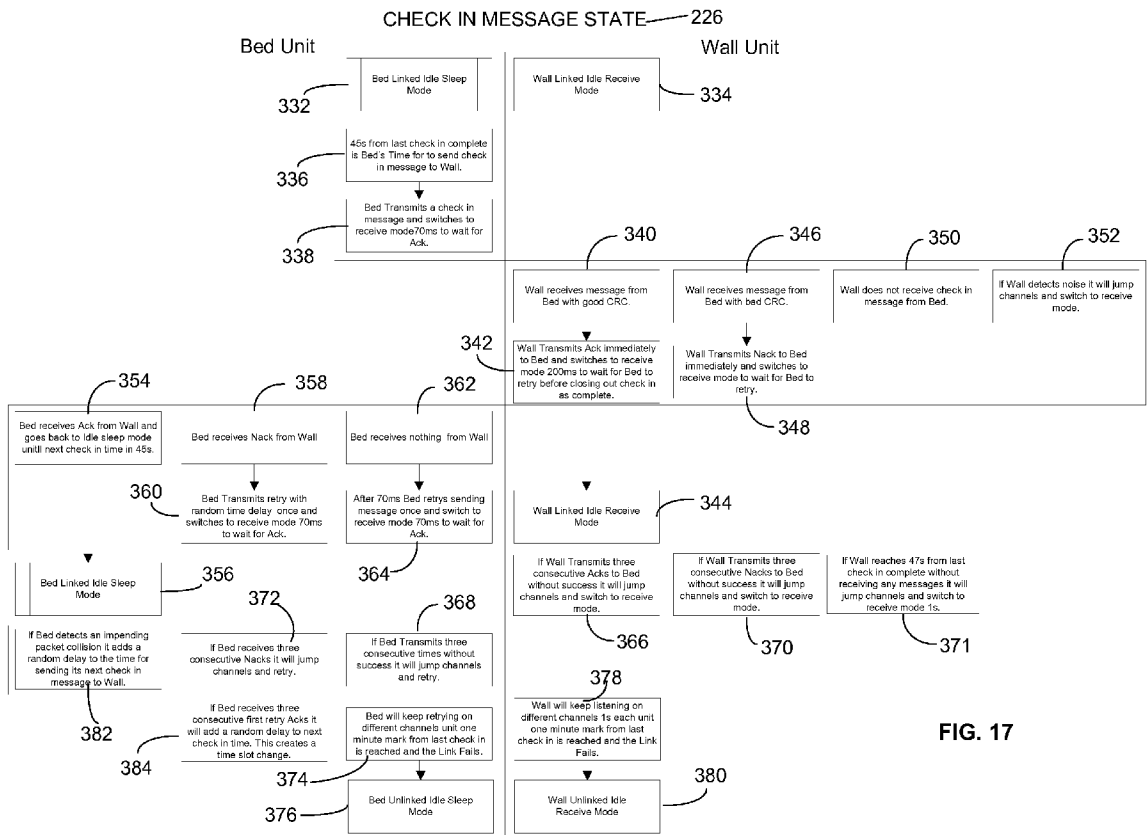 CHECK IN MESSAGE STATE 226
Bed Unit
Wall Unit
Bed Linked Idle Sleep
Mode
332
Wall Linked Idle Receive
Mode
334
45s from last check in complete
is Bed's Time for to send check
in message to Wall.
336
Bed Transmits a check in
message and switches to
receive mode70ms to wait for
Ack.
338
340
346
350
352
Wall receives message from
Bed with good CRC.
Wall receives message from
Bed with bad CRC.
Wall does not receive check in
message from Bed.
If Wall detects noise it will jump
channels and switch to receive
mode.
342
Wall Transmits Ack immediately
to Bed and switches to receive
mode 200ms to wait for Bed to
retry before closing out check in
as complete.
Wall Transmits Nack to Bed
immediately and switches to
receive mode to wait for Bed to
retry.
348
354
358
362
Bed receives Ack from Wall and
goes back to Idle sleep mode
unitll next check in time in 45s.
Bed receives Nack from Wall
Bed receives nothing from Wall
360
Bed Transmits retry with
random time delay once and
switches to receive mode 70ms
to wait for Ack.
After 70ms Bed retrys sending
message once and switch to
receive mode 70ms to wait for
Ack.
364
Wall Linked Idle Receive
Mode
344
Bed Linked Idle Sleep
Mode
356
If Wall Transmits three
consecutive Acks to Bed
without success it will jump
channels and switch to receive
mode.
366
If Wall Transmits three
consecutive Nacks to Bed
without success it will jump
channels and switch to receive
mode.
370
If Wall reaches 47s from last
check in complete without
receiving any messages it will
jump channels and switch to
receive mode 1s.
371
372
368
If Bed detects an impending
packet collision it adds a
random delay to the time for
sending its next check in
message to Wall.
382
If Bed receives three
consecutive Nacks it will jump
channels and retry.
If Bed Transmits three
consecutive times without
success it will jump channels
and retry.
378
If Bed receives three
consecutive first retry Acks it
will add a random delay to next
check in time. This creates a
time slot change.
384
Bed will keep retrying on
different channels unit one
minute mark from last check in
is reached and the Link Fails.
374
Wall will keep listening on
different channels 1s each unit
one minute mark from last
check in is reached and the Link
Fails.
FIG. 17
376
Bed Unlinked Idle Sleep
Mode
Wall Unlinked Idle
Receive Mode
380